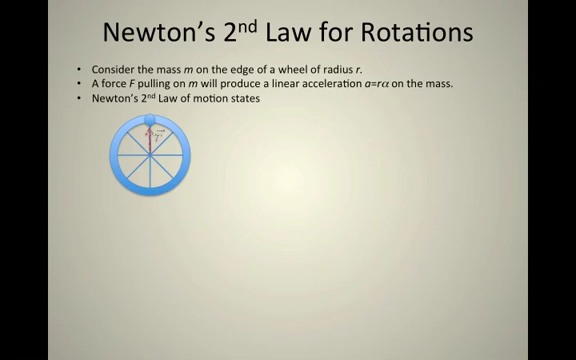 Newton's 2nd Law for Rotations
• Consider the mass m on the edge of a wheel of radius r.
• A force F pulling on m will produce a linear acceleration a=rα on the mass.
• Newton's 2nd Law of motion states
r